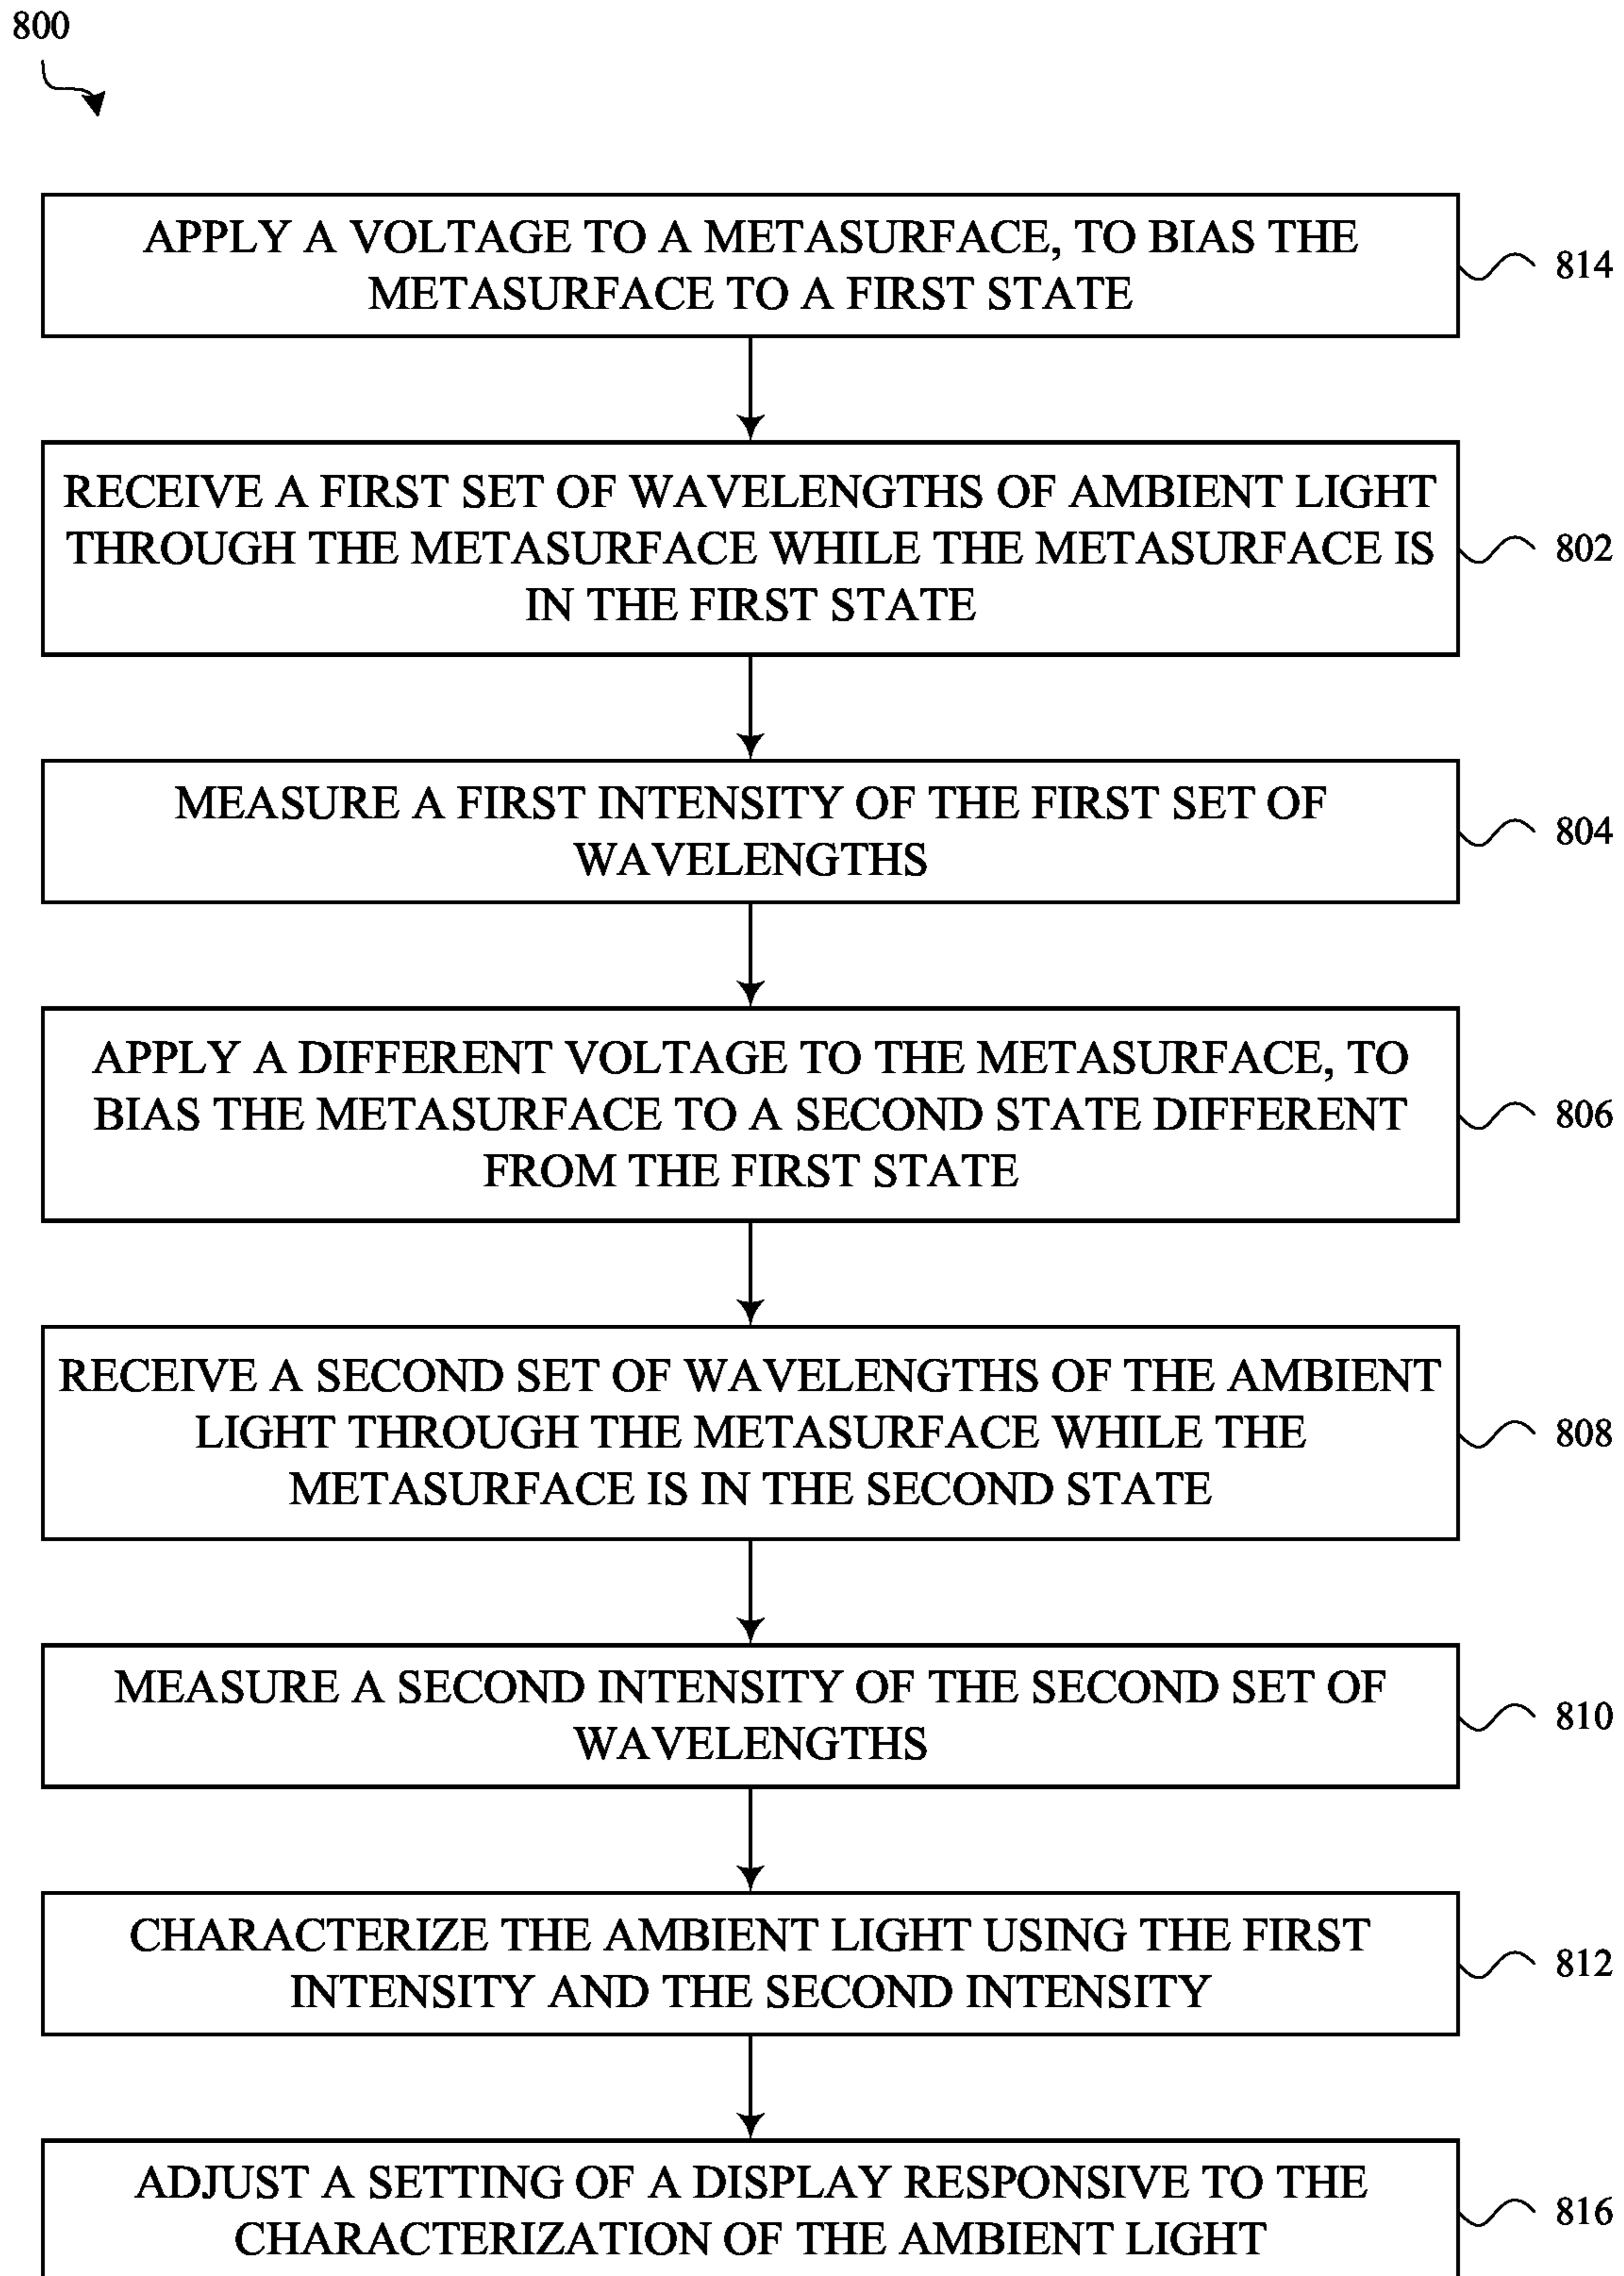 800
APPLY A VOLTAGE TO A METASURFACE, TO BIAS THE
METASURFACE TO A FIRST STATE
814
RECEIVE A FIRST SET OF WAVELENGTHS OF AMBIENT LIGHT
THROUGH THE METASURFACE WHILE THE METASURFACE IS
IN THE FIRST STATE
802
MEASURE A FIRST INTENSITY OF THE FIRST SET OF
WAVELENGTHS
804
APPLY A DIFFERENT VOLTAGE TO THE METASURFACE, TO
BIAS THE METASURFACE TO A SECOND STATE DIFFERENT
FROM THE FIRST STATE
806
RECEIVE A SECOND SET OF WAVELENGTHS OF THE AMBIENT
LIGHT THROUGH THE METASURFACE WHILE THE
METASURFACE IS IN THE SECOND STATE
808
MEASURE A SECOND INTENSITY OF THE SECOND SET OF
WAVELENGTHS
810
CHARACTERIZE THE AMBIENT LIGHT USING THE FIRST
INTENSITY AND THE SECOND INTENSITY
812
ADJUST A SETTING OF A DISPLAY RESPONSIVE TO THE
CHARACTERIZATION OF THE AMBIENT LIGHT
816